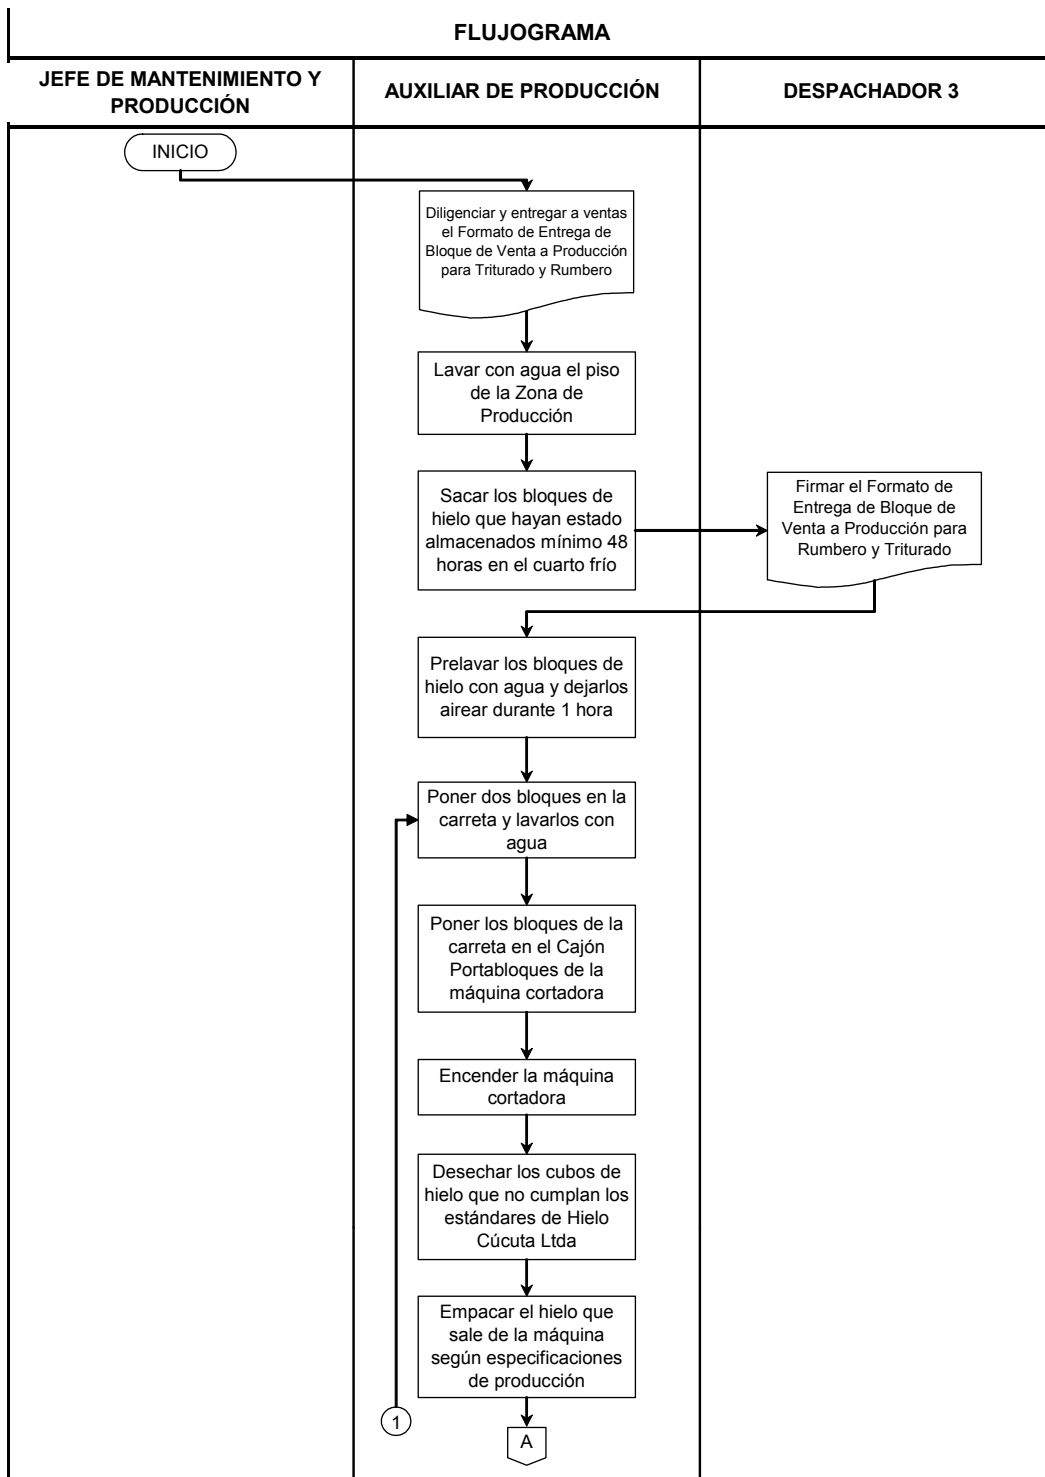 FLUJOGRAMA
JEFE DE MANTENIMIENTO Y
PRODUCCIÓN
AUXILIAR DE PRODUCCIÓN
DESPACHADOR 3
INICIO
Diligenciar y entregar a ventas
el Formato de Entrega de
Bloque de Venta a Producción
para Triturado y Rumbero
Lavar con agua el piso
de la Zona de
Producción
Sacar los bloques de
hielo que hayan estado
almacenados mínimo 48
horas en el cuarto frío
Firmar el Formato de
Entrega de Bloque de
Venta a Producción para
Rumbero y Triturado
Prelavar los bloques de
hielo con agua y dejarlos
airear durante 1 hora
Poner dos bloques en la
carreta y lavarlos con
agua
Poner los bloques de la
carreta en el Cajón
Portabloques de la
máquina cortadora
Encender la máquina
cortadora
Desechar los cubos de
hielo que no cumplan los
estándares de Hielo
Cúcuta Ltda
Empacar el hielo que
sale de la máquina
según especificaciones
de producción
1
A